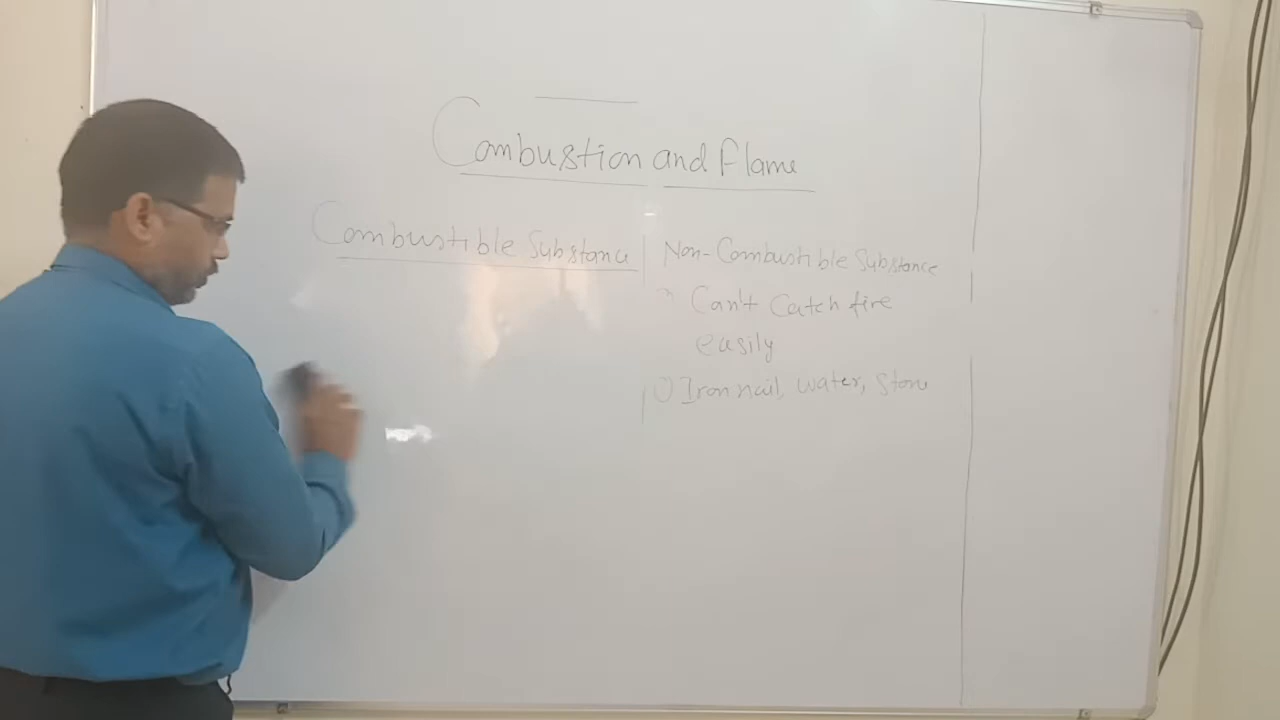 Combustion and Flame
Combustible Substance
Non-Combustible Substance
Can't Catch fire
easily
Iron nail, water, Stone